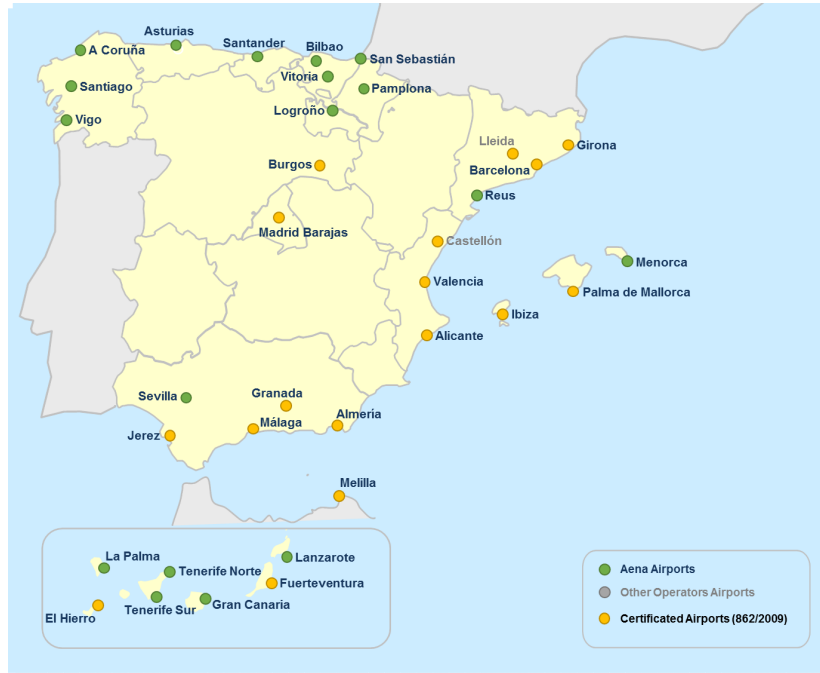 Asturias
A Coruña
Santander
Bilbao
San Sebastián
Vitoria
Santiago
Pamplona
Logroño
Vigo
Lleida
Girona
Burgos
Barcelona
Reus
Madrid Barajas
Castellón
Menorca
Valencia
Palma de Mallorca
Ibiza
Alicante
Sevilla
Granada
Almería
Málaga
Jerez
Melilla
La Palma
Lanzarote
Tenerife Norte
Fuerteventura
Tenerife Sur
Gran Canaria
El Hierro
Aena Airports
Other Operators Airports
Certificated Airports (862/2009)